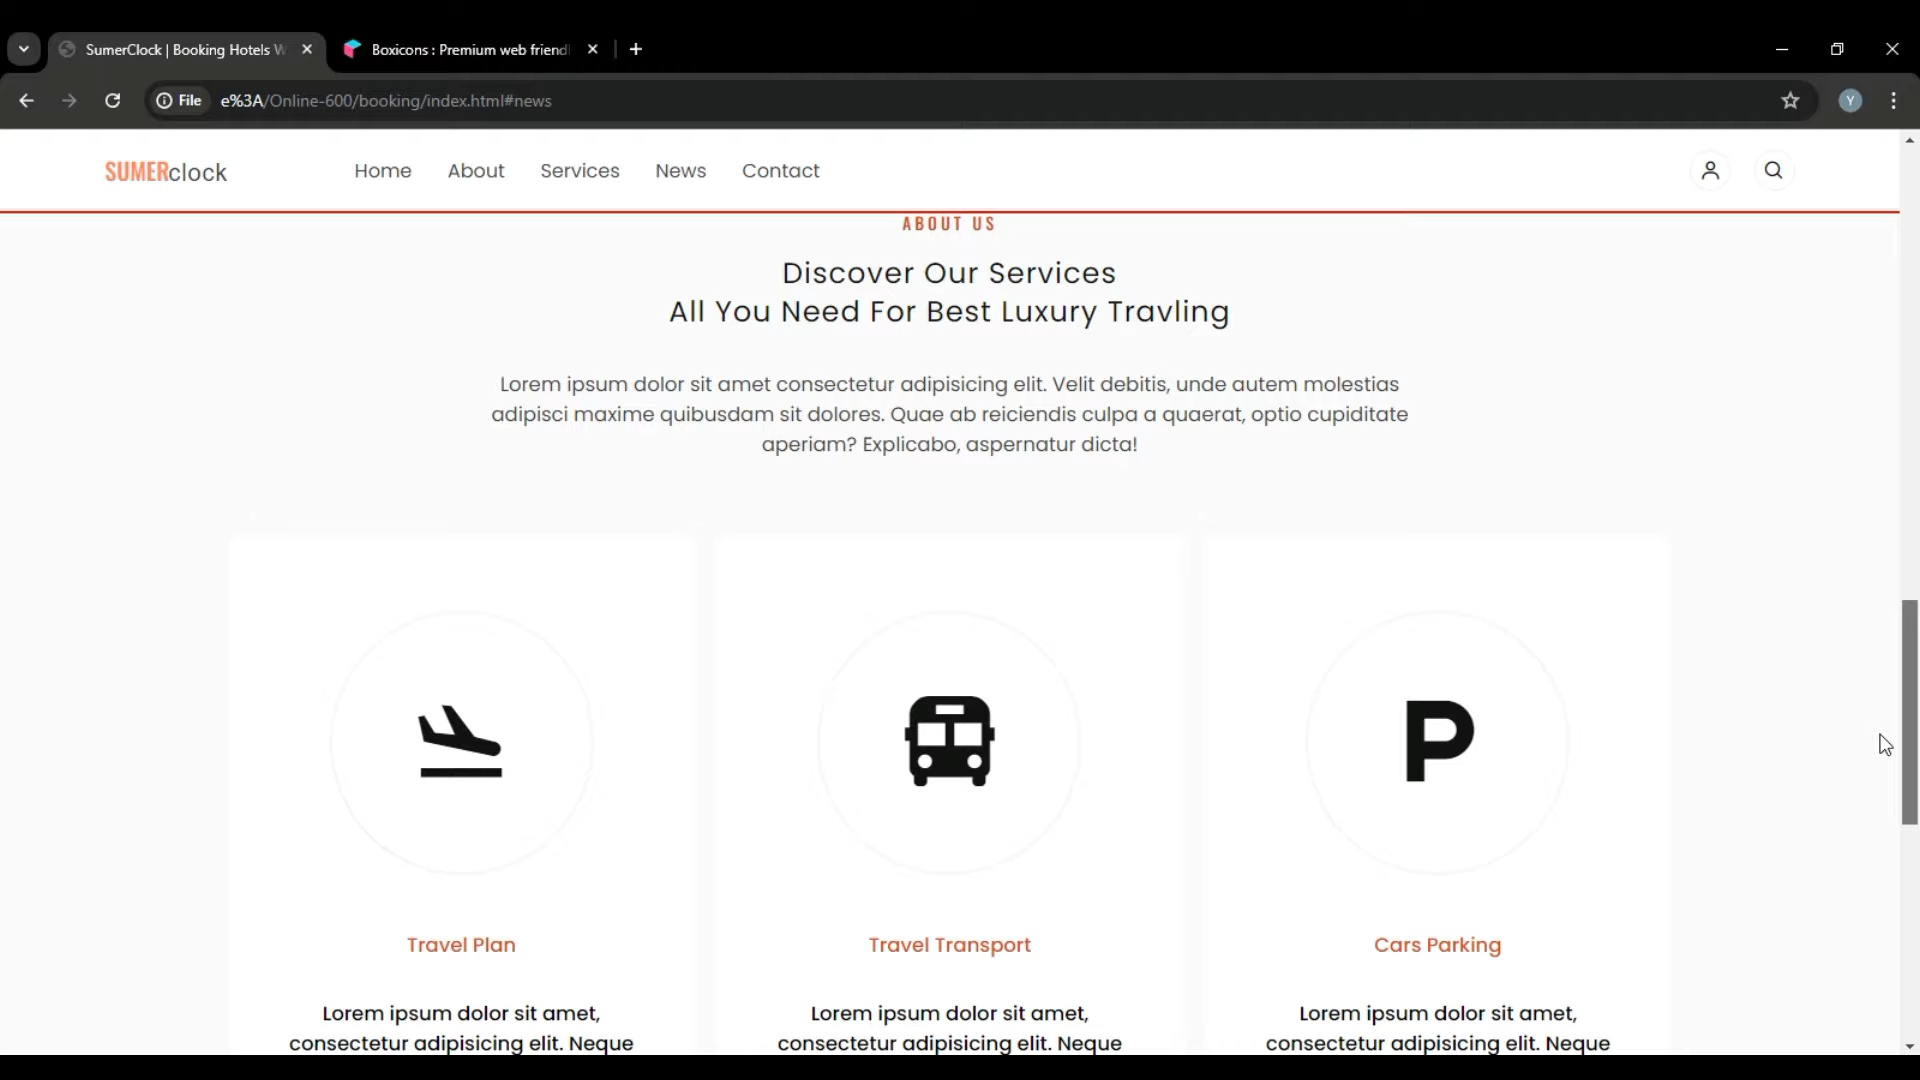 SumerClock | Booking Hotels W
Boxicons : Premium web friend
File e%3A/Online-600/booking/index.html#news
Y
SUMERclock
Home About Services News Contact
ABOUT US
Discover Our Services
All You Need For Best Luxury Travling
Lorem ipsum dolor sit amet consectetur adipisicing elit. Velit debitis, unde autem molestias
adipisci maxime quibusdam sit dolores. Quae ab reiciendis culpa a quaerat, optio cupiditate
aperiam? Explicabo, aspernatur dicta!
P
Travel Plan
Lorem ipsum dolor sit amet,
consectetur adipisicing elit. Neque
Travel Transport
Lorem ipsum dolor sit amet,
consectetur adipisicing elit. Neque
Cars Parking
Lorem ipsum dolor sit amet,
consectetur adipisicing elit. Neque